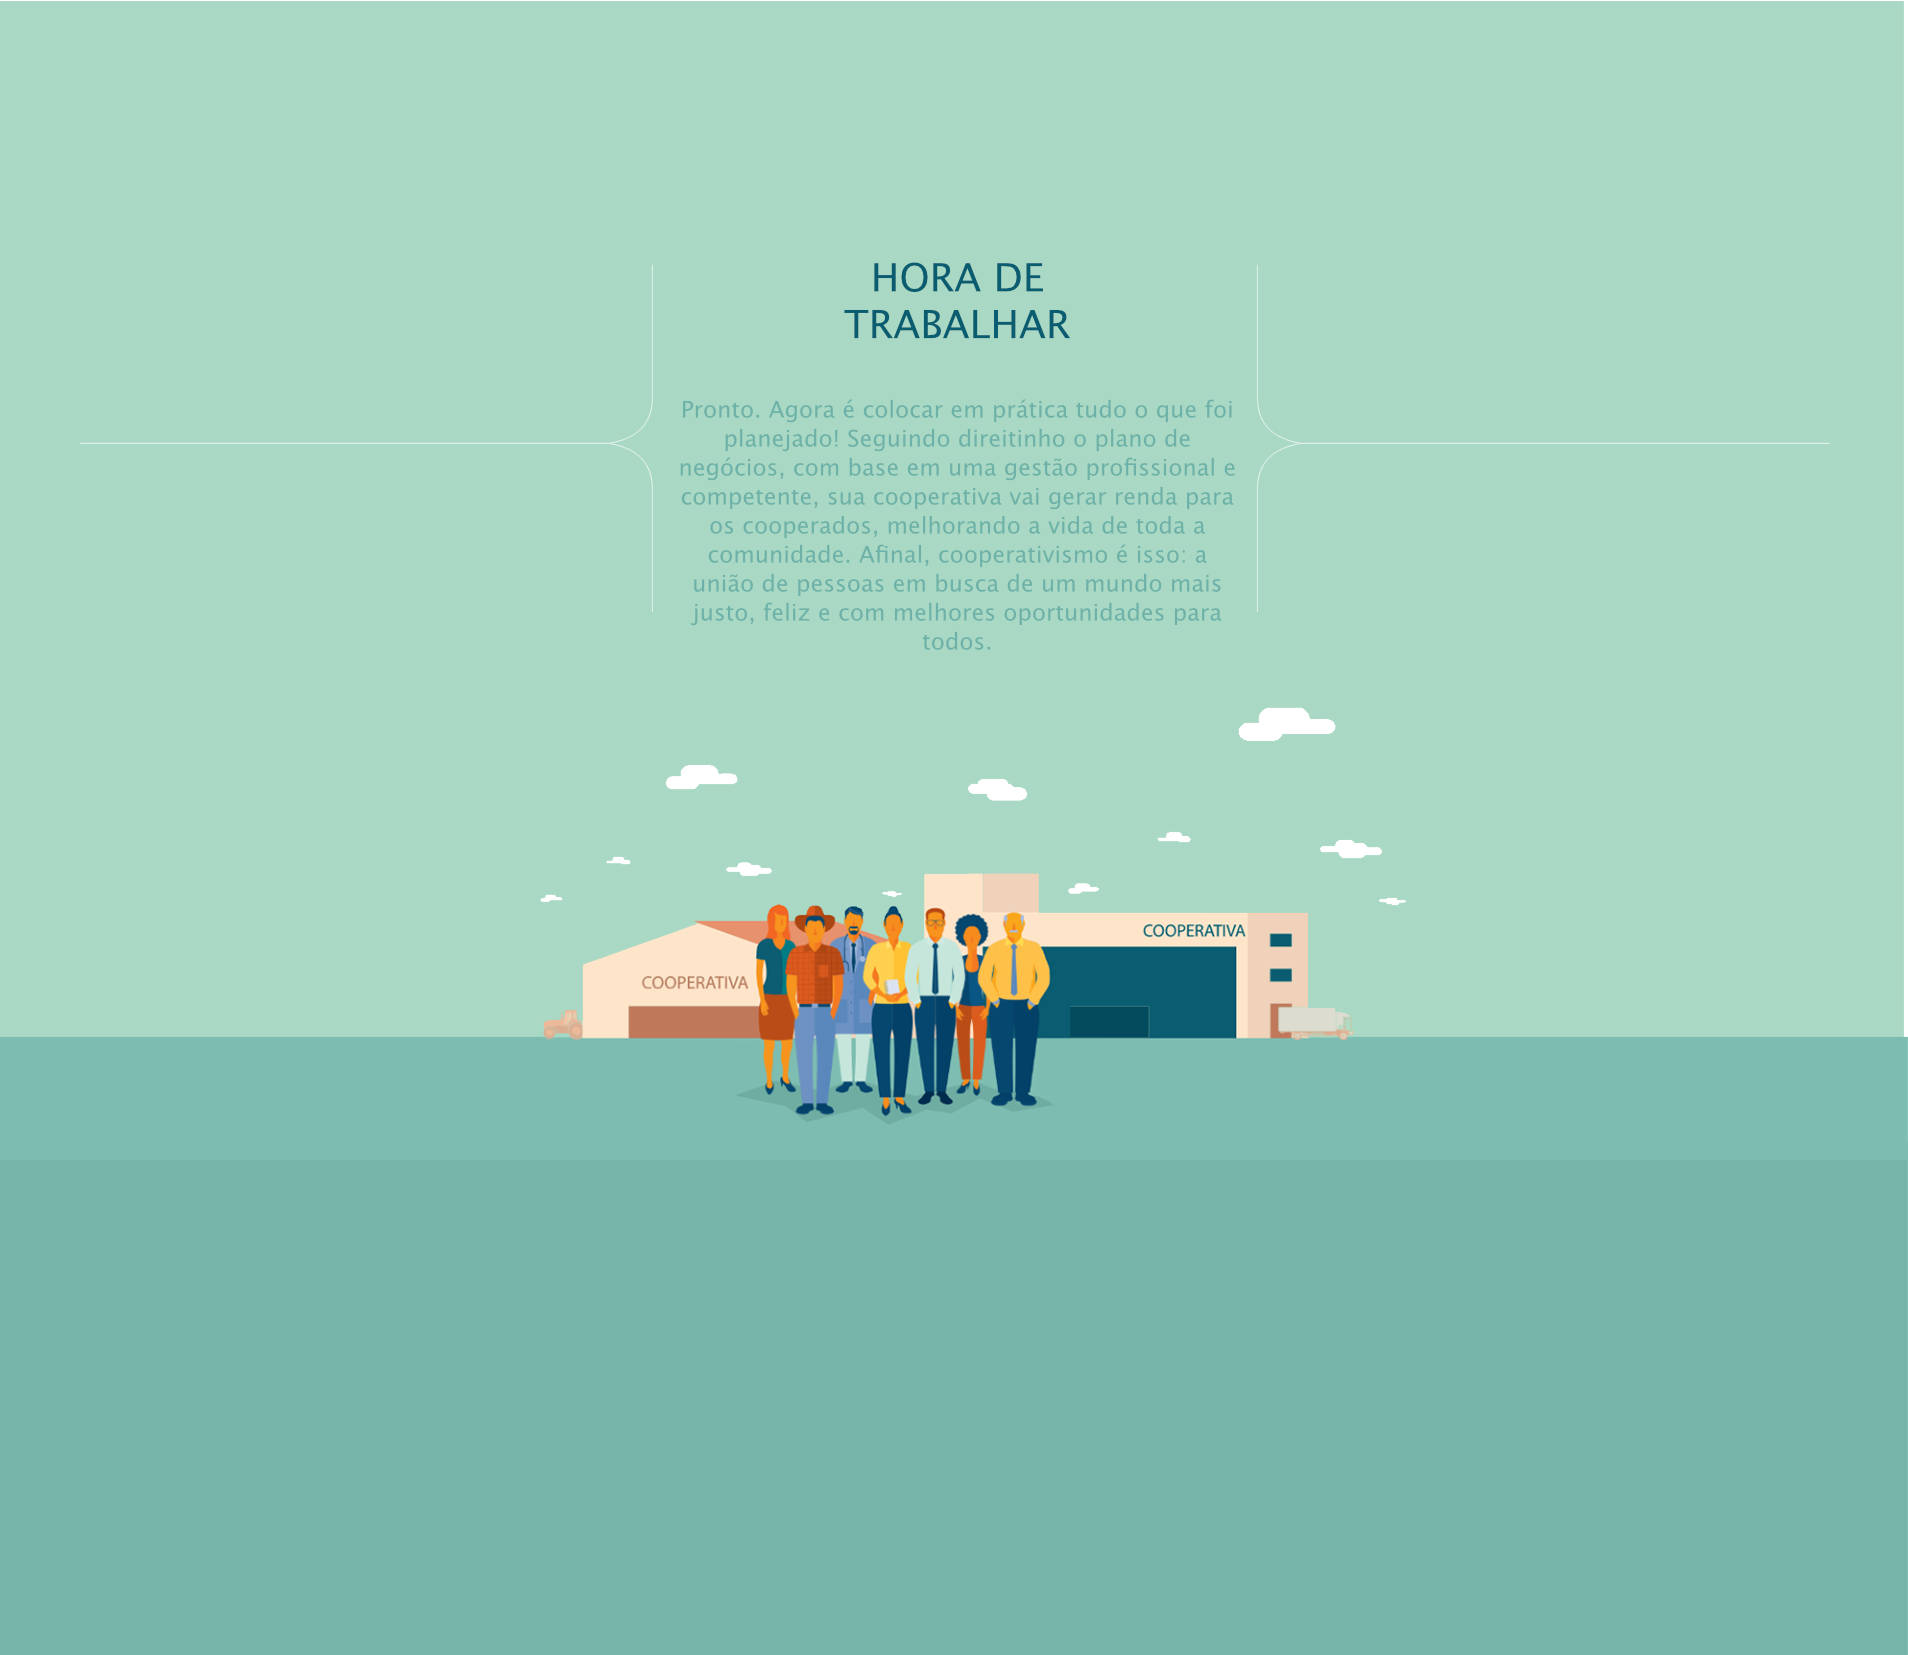 HORA DE
TRABALHAR
Pronto. Agora é colocar em prática tudo o que foi
planejado! Seguindo direitinho o plano de
negócios, com base em uma gestão profissional e
competente, sua cooperativa vai gerar renda para
os cooperados, melhorando a vida de toda a
comunidade. Afinal, cooperativismo é isso: a
união de pessoas em busca de um mundo mais
justo, feliz e com melhores oportunidades para
todos.
COOPERATIVA
COOPERATIVA